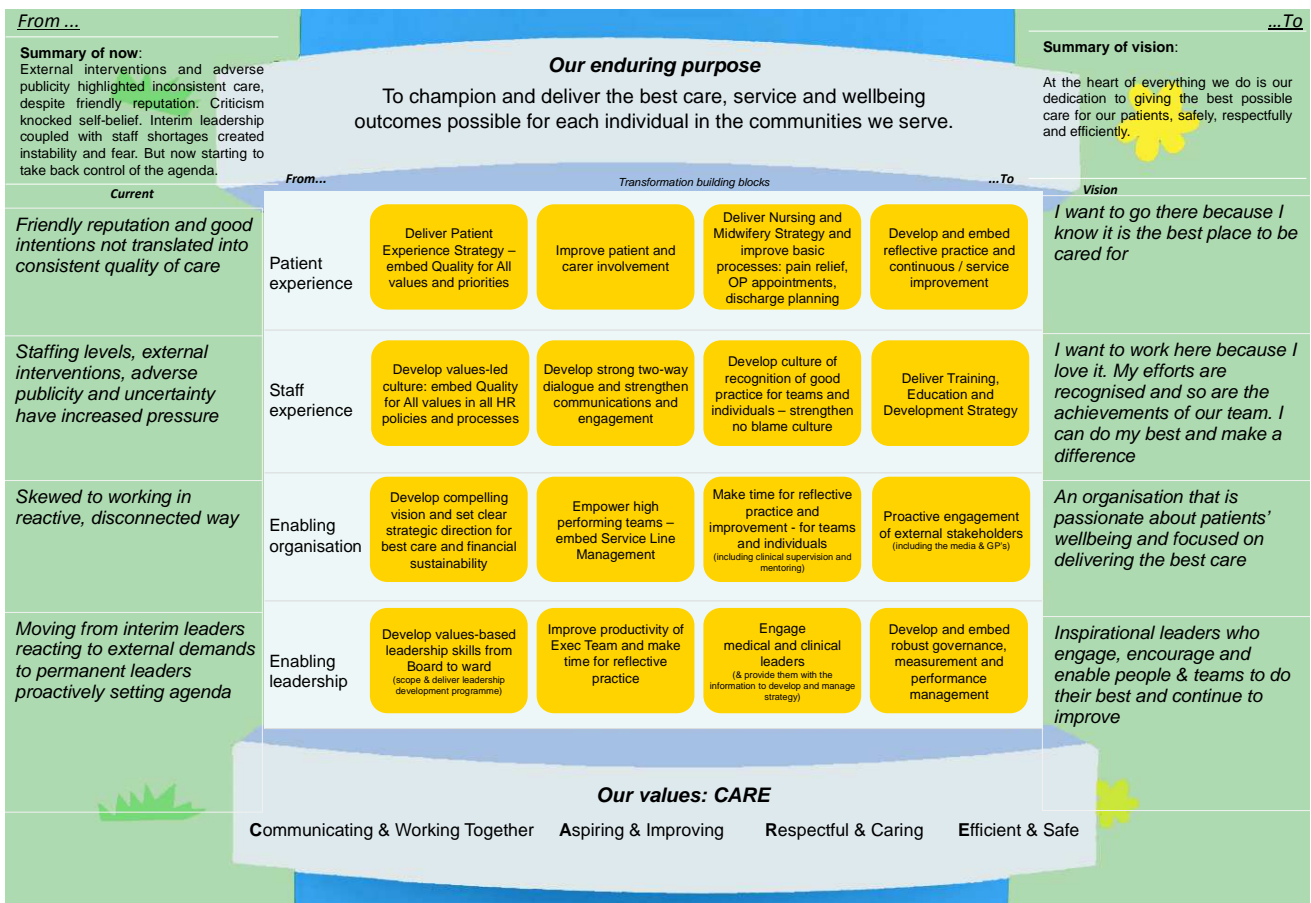 From ...
...To
Summary of now:
External interventions and adverse
publicity highlighted inconsistent care,
despite friendly reputation. Criticism
knocked self-belief. Interim leadership
coupled with staff shortages created
instability and fear. But now starting to
take back control of the agenda.
Our enduring purpose
To champion and deliver the best care, service and wellbeing
outcomes possible for each individual in the communities we serve.
Summary of vision:
At the heart of everything we do is our
dedication to giving the best possible
care for our patients, safely, respectfully
and efficiently.
Current
From...
Transformation building blocks
...To
Vision
Friendly reputation and good
intentions not translated into
consistent quality of care
Patient
experience
Deliver Patient
Experience Strategy –
embed Quality for All
values and priorities
Improve patient and
carer involvement
Deliver Nursing and
Midwifery Strategy and
improve basic
processes: pain relief,
OP appointments,
discharge planning
Develop and embed
reflective practice and
continuous / service
improvement
I want to go there because I
know it is the best place to be
cared for
Staffing levels, external
interventions, adverse
publicity and uncertainty
have increased pressure
Staff
experience
Develop values-led
culture: embed Quality
for All values in all HR
policies and processes
Develop strong two-way
dialogue and strengthen
communications and
engagement
Develop culture of
recognition of good
practice for teams and
individuals – strengthen
no blame culture
Deliver Training,
Education and
Development Strategy
I want to work here because I
love it. My efforts are
recognised and so are the
achievements of our team. I
can do my best and make a
difference
Skewed to working in
reactive, disconnected way
Enabling
organisation
Develop compelling
vision and set clear
strategic direction for
best care and financial
sustainability
Empower high
performing teams –
embed Service Line
Management
Make time for reflective
practice and
improvement - for teams
and individuals
(including clinical supervision and
mentoring)
Proactive engagement
of external stakeholders
(including the media & GP's)
An organisation that is
passionate about patients'
wellbeing and focused on
delivering the best care
Moving from interim leaders
reacting to external demands
to permanent leaders
proactively setting agenda
Enabling
leadership
Develop values-based
leadership skills from
Board to ward
(scope & deliver leadership
development programme)
Improve productivity of
Exec Team and make
time for reflective
practice
Engage
medical and clinical
leaders
(& provide them with the
information to develop and manage
strategy)
Develop and embed
robust governance,
measurement and
performance
management
Inspirational leaders who
engage, encourage and
enable people & teams to do
their best and continue to
improve
Our values: CARE
Communicating & Working Together Aspiring & Improving Respectful & Caring Efficient & Safe